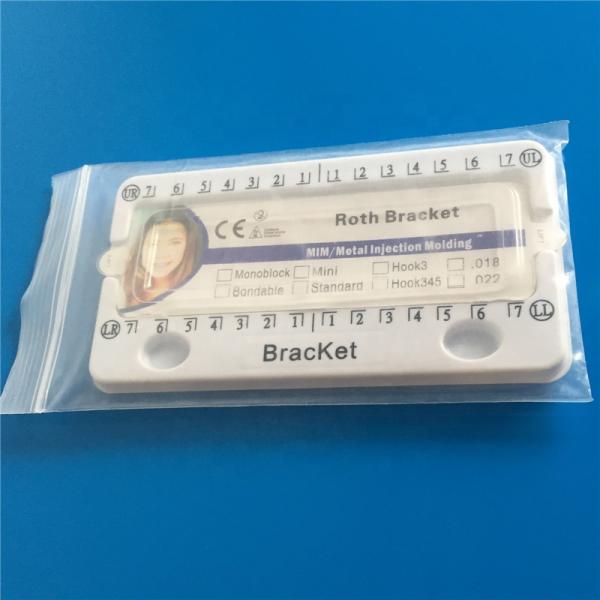 UR 7 6 5 4 3 2 1 1 2 3 4 5 6 7 UL
CE ② Roth Bracket
MIM/Metal Injection Molding
Monoblock Mini Hook3 .018
Bondable Standard Hook345 .022
LR 7 6 5 4 3 2 1 1 2 3 4 5 6 7 LL
BracKet